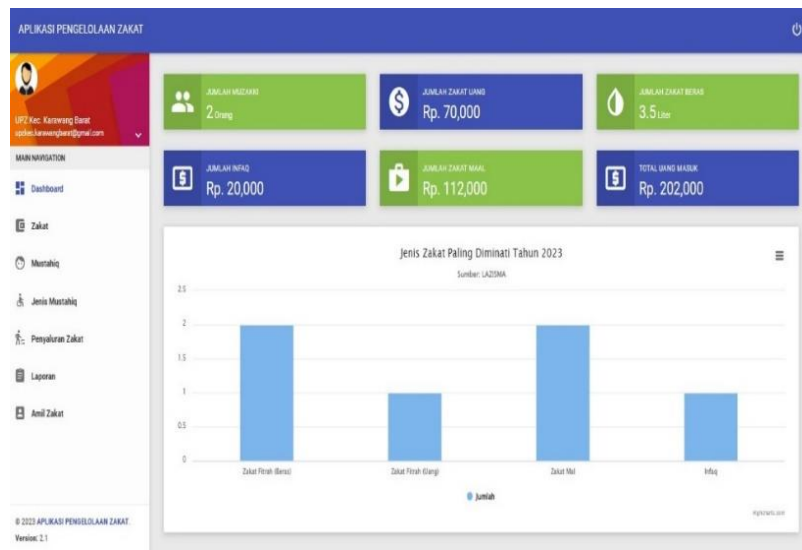 APLIKASI PENGELOLAAN ZAKAT
UPZ Kec. Karawang Barat
upzkec.karawangbarat@gmail.com
MAIN NAVIGATION
Dashboard
Zakat
Mustahiq
Jenis Mustahiq
Penyaluran Zakat
Laporan
Amil Zakat
© 2023 APLIKASI PENGELOLAAN ZAKAT.
Version: 2.1
JUMLAH MUZAKKI
2 Orang
JUMLAH ZAKAT UANG
Rp. 70,000
JUMLAH ZAKAT BERAS
3.5 Liter
JUMLAH INFAQ
Rp. 20,000
JUMLAH ZAKAT MAAL
Rp. 112,000
TOTAL UANG MASUK
Rp. 202,000
Jenis Zakat Paling Diminati Tahun 2023
Sumber: LAZISMA
2.5
2
1.5
1
0.5
0
Zakat Fitrah (Beras)
Zakat Fitrah (Uang)
Zakat Mal
Infaq
Jumlah
Highcharts.com